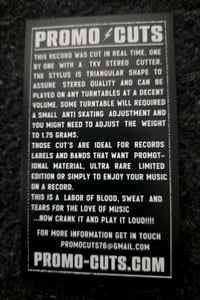 PROMO⚡CUTS
THIS RECORD WAS CUT IN REAL TIME, ONE
BY ONE WITH A TKV STEREO CUTTER.
THE STYLUS IS TRIANGULAR SHAPE TO
ASSURE STEREO QUALITY AND CAN BE
PLAYED ON ANY TURNTABLES AT A DECENT
VOLUME. SOME TURNTABLE WILL REQUIRED
A SMALL ANTI SKATING ADJUSTMENT AND
YOU MIGHT NEED TO ADJUST THE WEIGHT
TO 1.75 GRAMS.
THOSE CUT'S ARE IDEAL FOR RECORDS
LABELS AND BANDS THAT WANT PROMOT-
IONAL MATERIAL, ULTRA RARE LIMITED
EDITION OR SIMPLY TO ENJOY YOUR MUSIC
ON A RECORD.
THIS IS A LABOR OF BLOOD, SWEAT AND
TEARS FOR THE LOVE OF MUSIC
...NOW CRANK IT AND PLAY IT LOUD!!!!
FOR MORE INFORMATION GET IN TOUCH
PROMOCUTS76@GMAIL.COM
PROMO-CUTS.COM